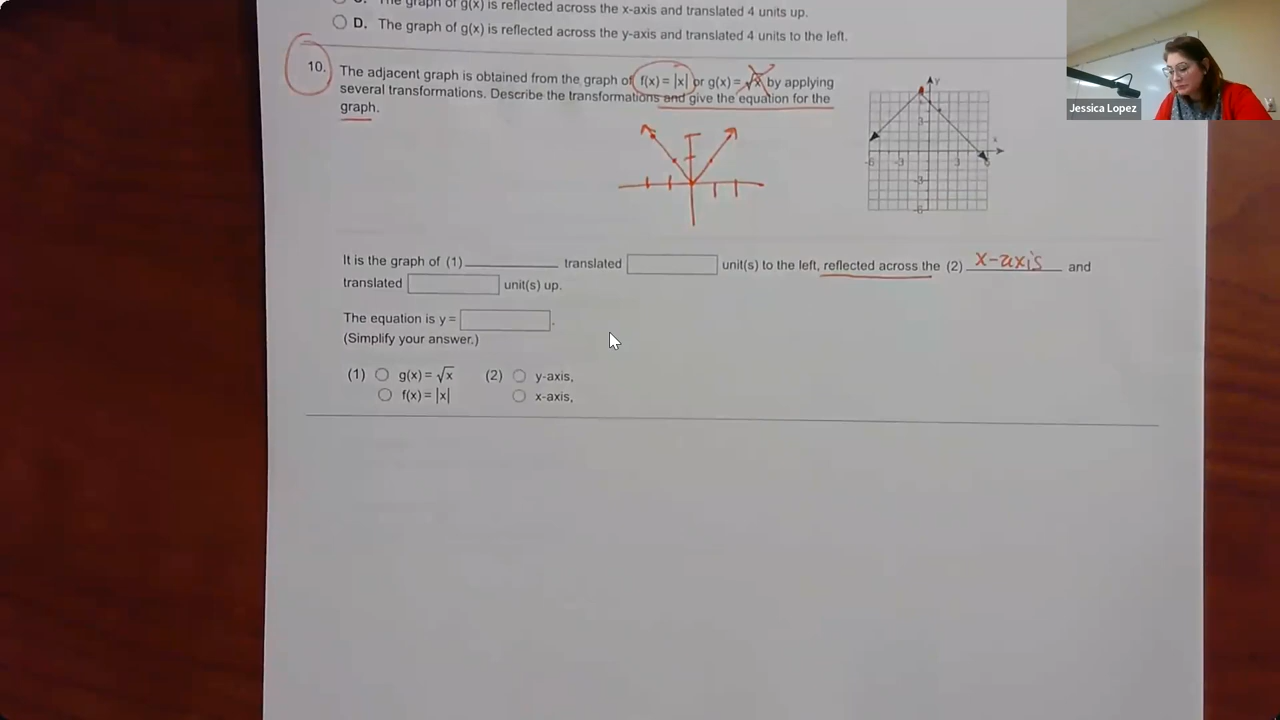 The graph of g(x) is reflected across the x-axis and translated 4 units up.
D. The graph of g(x) is reflected across the y-axis and translated 4 units to the left.
10. The adjacent graph is obtained from the graph of f(x) = |x| or g(x) = √x by applying
several transformations. Describe the transformations and give the equation for the
graph.
y
3
x
-6 -3 3 6
-3
-6
Jessica Lopez
It is the graph of (1) ________ translated ________ unit(s) to the left, reflected across the (2) x-axis and
translated ________ unit(s) up.
The equation is y = ________.
(Simplify your answer.)
(1) g(x) = √x (2) y-axis,
f(x) = |x| x-axis,